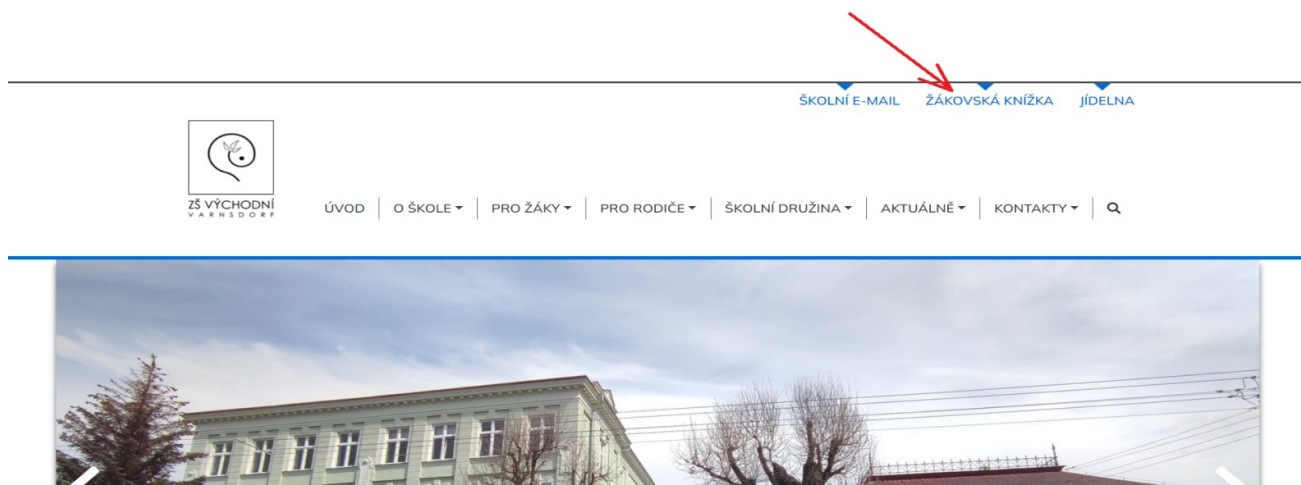 ŠKOLNÍ E-MAIL ŽÁKOVSKÁ KNÍŽKA JÍDELNA
ZŠ VÝCHODNÍ
VARNSDORF
ÚVOD O ŠKOLE PRO ŽÁKY PRO RODIČE ŠKOLNÍ DRUŽINA AKTUÁLNĚ KONTAKTY